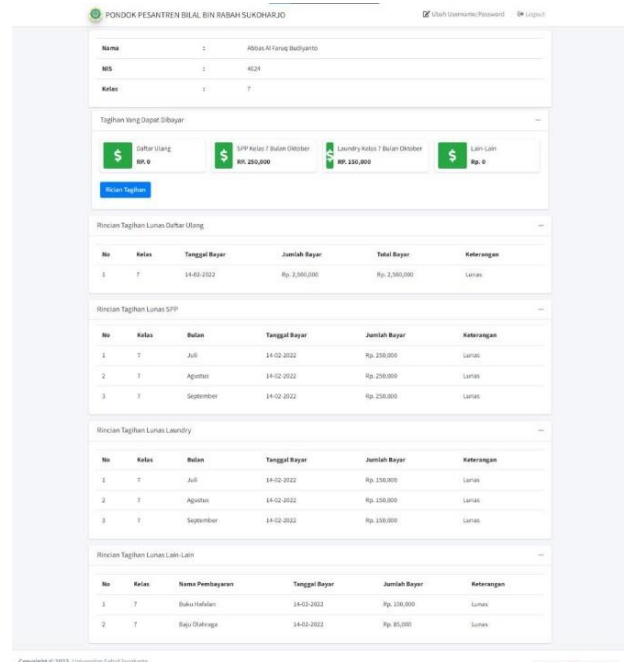 PONDOK PESANTREN BILAL BIN RABAH SUKOHARJO Ubah Username/Password Logout
Nama : Abbas Al Faruq Budiyanto
NIS : 4624
Kelas : 7
Tagihan Yang Dapat Dibayar
Daftar Ulang SPP Kelas 7 Bulan Oktober Laundry Kelas 7 Bulan Oktober Lain-Lain
RP. 0 RP. 250,000 RP. 150,000 Rp. 0
Rician Tagihan
Rincian Tagihan Lunas Daftar Ulang
No Kelas Tanggal Bayar Jumlah Bayar Total Bayar Keterangan
1 7 14-02-2022 Rp. 2,560,000 Rp. 2,560,000 Lunas
Rincian Tagihan Lunas SPP
No Kelas Bulan Tanggal Bayar Jumlah Bayar Keterangan
1 7 Juli 14-02-2022 Rp. 250,000 Lunas
2 7 Agustus 14-02-2022 Rp. 250,000 Lunas
3 7 September 14-02-2022 Rp. 250,000 Lunas
Rincian Tagihan Lunas Laundry
No Kelas Bulan Tanggal Bayar Jumlah Bayar Keterangan
1 7 Juli 14-02-2022 Rp. 150,000 Lunas
2 7 Agustus 14-02-2022 Rp. 150,000 Lunas
3 7 September 14-02-2022 Rp. 150,000 Lunas
Rincian Tagihan Lunas Lain-Lain
No Kelas Nama Pembayaran Tanggal Bayar Jumlah Bayar Keterangan
1 7 Buku Hafalan 14-02-2022 Rp. 100,000 Lunas
2 7 Baju Olahraga 14-02-2022 Rp. 85,000 Lunas
Copyright © Universitas Surakarta